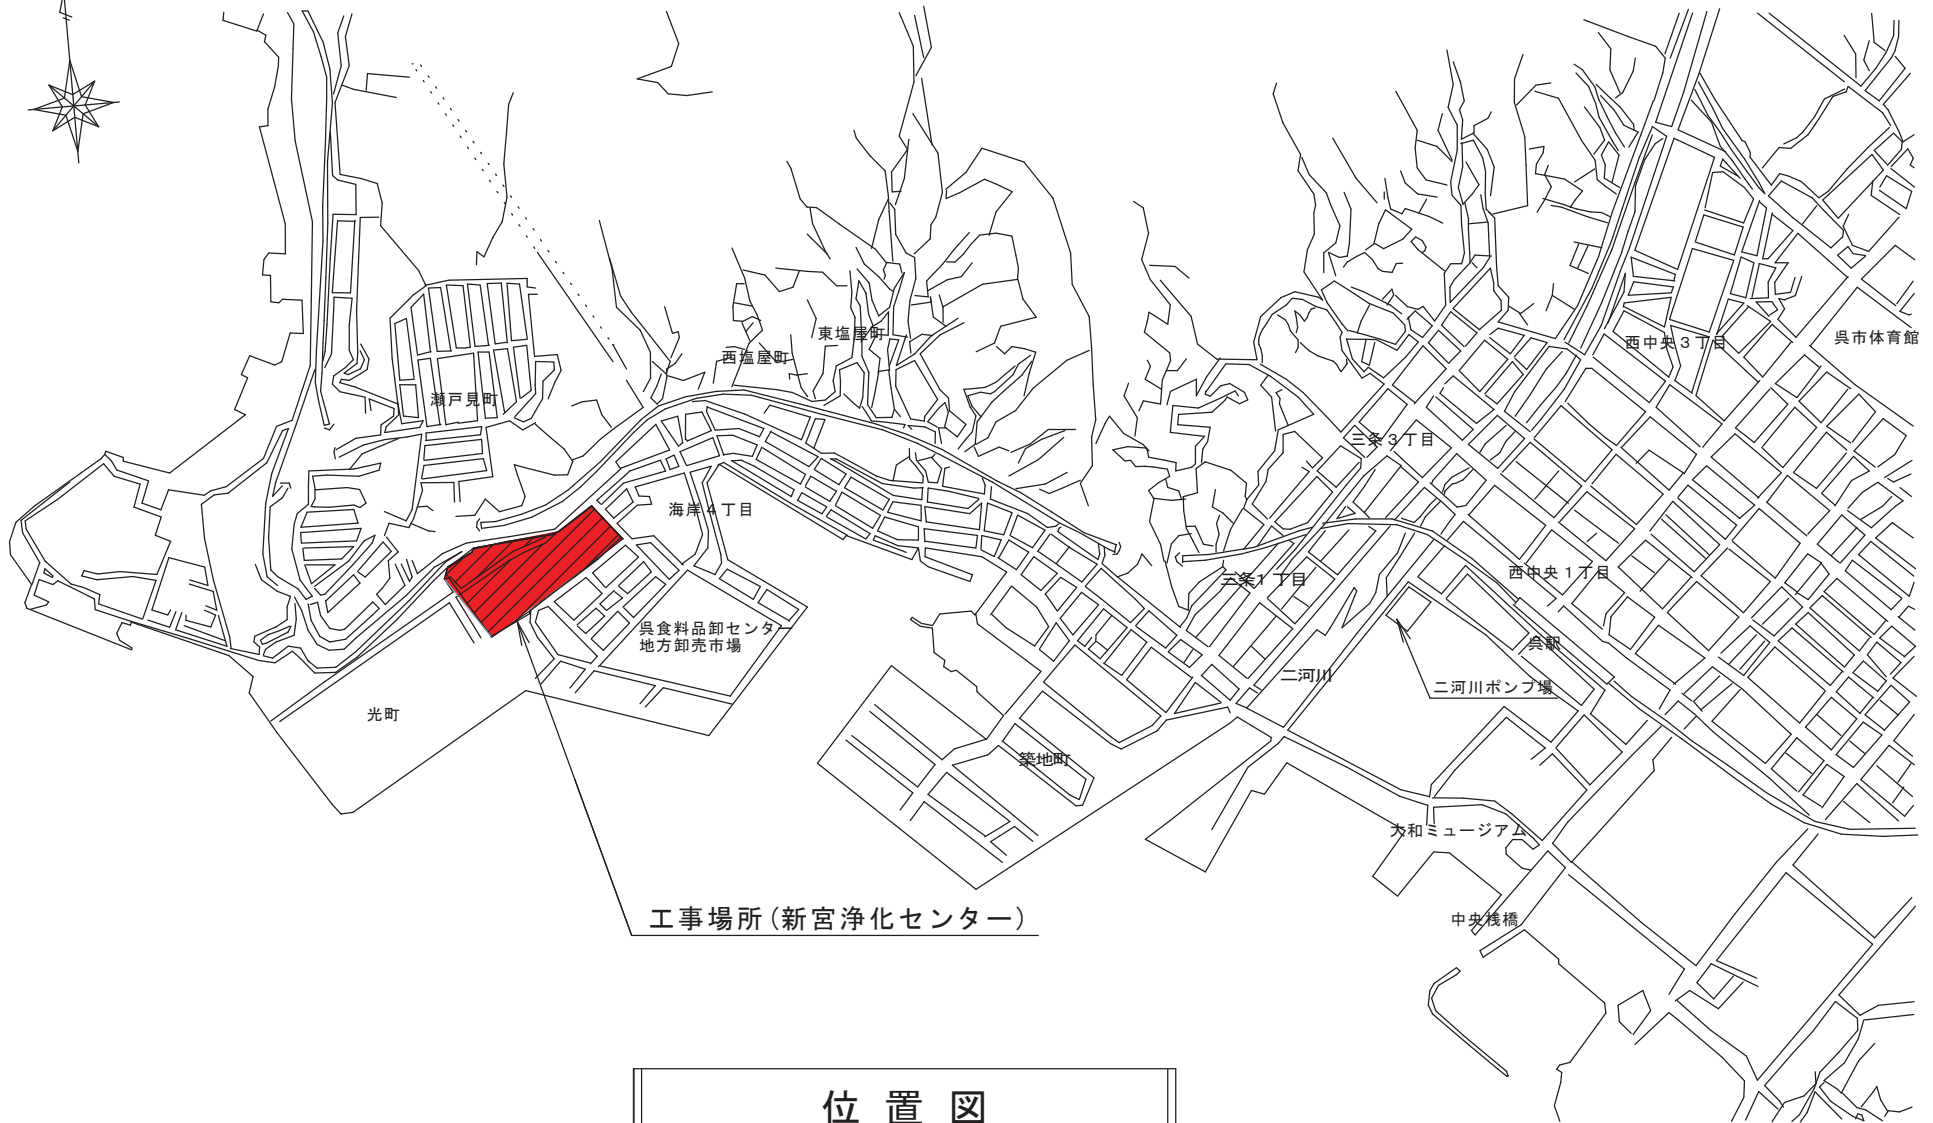 東塩屋町
西塩屋町
呉市体育館
西中央３丁目
瀬戸見町
三条３丁目
海岸４丁目
西中央１丁目
三条１丁目
呉食料品卸センター
地方卸売市場
呉駅
二河川
二河川ポンプ場
光町
築地町
大和ミュージアム
工事場所(新宮浄化センター)
中央桟橋
位置図